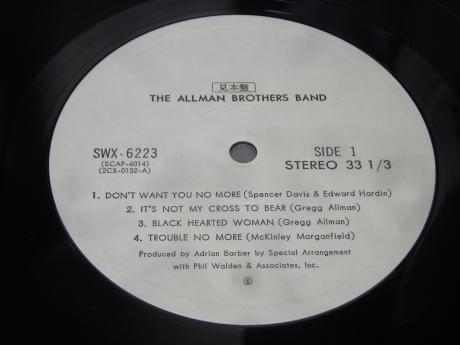 見本盤
THE ALLMAN BROTHERS BAND
SWX-6223
(SCAP-6014)
(2CX-0132-A)
SIDE 1
STEREO 33 1/3
1. DON'T WANT YOU NO MORE (Spencer Davis & Edward Hardin)
2. IT'S NOT MY CROSS TO BEAR (Gregg Allman)
3. BLACK HEARTED WOMAN (Gregg Allman)
4. TROUBLE NO MORE (McKinley Morganfield)
Produced by Adrian Barber by Special Arrangement
with Phil Walden & Associates, Inc.
④